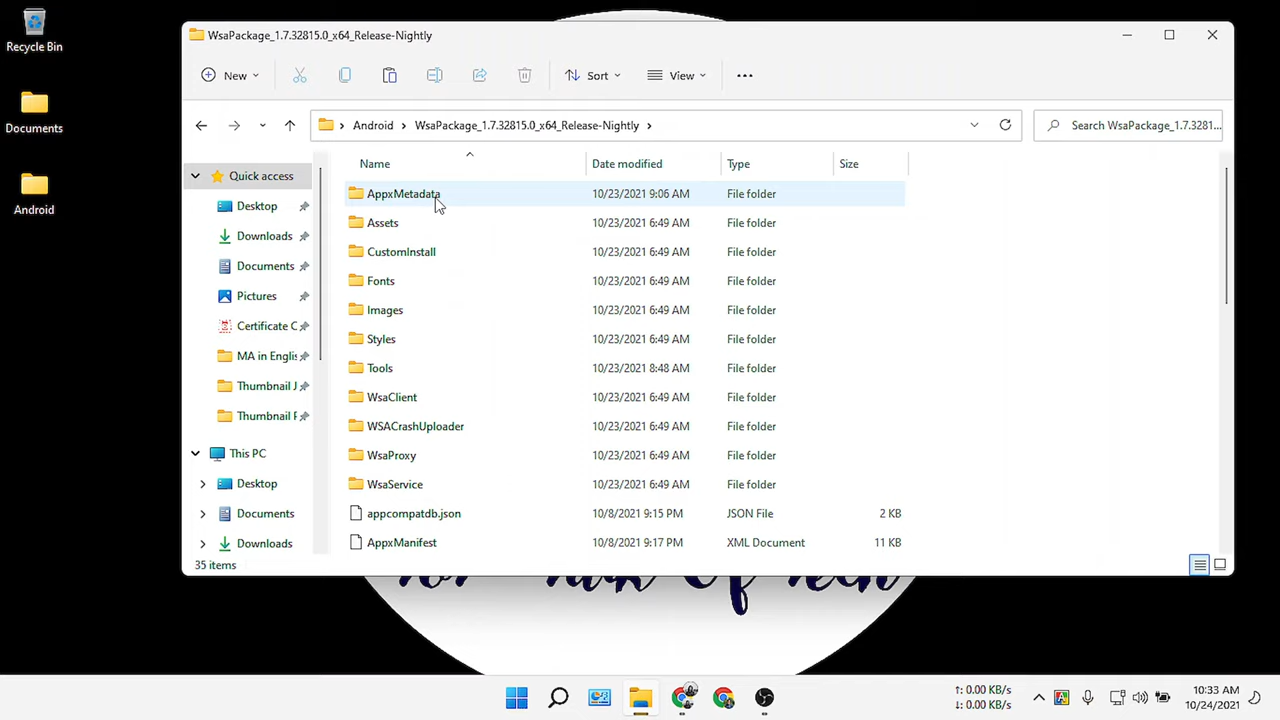 Recycle Bin
Documents
Android
WsaPackage_1.7.32815.0_x64_Release-Nightly
New
Sort
View
Android > WsaPackage_1.7.32815.0_x64_Release-Nightly >
Search WsaPackage_1.7.3281...
Quick access
Desktop
Downloads
Documents
Pictures
Certificate C
MA in Englis
Thumbnail J
Thumbnail F
This PC
Desktop
Documents
Downloads
Name Date modified Type Size
AppxMetadata 10/23/2021 9:06 AM File folder
Assets 10/23/2021 6:49 AM File folder
CustomInstall 10/23/2021 6:49 AM File folder
Fonts 10/23/2021 6:49 AM File folder
Images 10/23/2021 6:49 AM File folder
Styles 10/23/2021 6:49 AM File folder
Tools 10/23/2021 8:48 AM File folder
WsaClient 10/23/2021 6:49 AM File folder
WSACrashUploader 10/23/2021 6:49 AM File folder
WsaProxy 10/23/2021 6:49 AM File folder
WsaService 10/23/2021 6:49 AM File folder
appcompatdb.json 10/8/2021 9:15 PM JSON File 2 KB
AppxManifest 10/8/2021 9:17 PM XML Document 11 KB
35 items
↑: 0.00 KB/s
↓: 0.00 KB/s
10:33 AM
10/24/2021